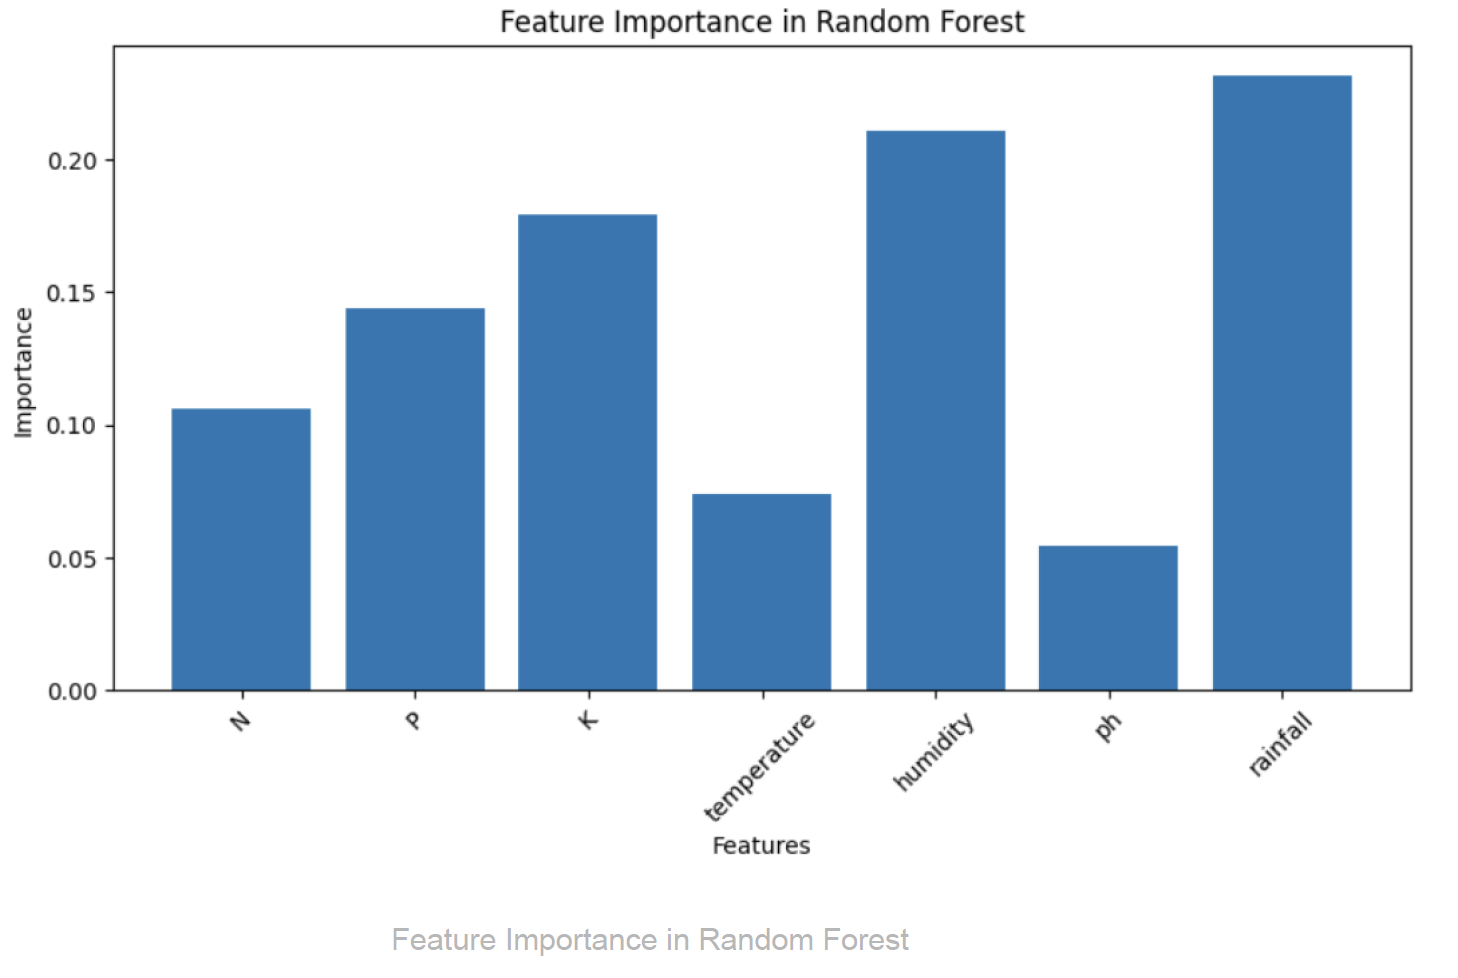 Feature Importance in Random Forest
Importance
0.20
0.15
0.10
0.05
0.00
N
P
K
temperature
humidity
ph
rainfall
Features
Feature Importance in Random Forest